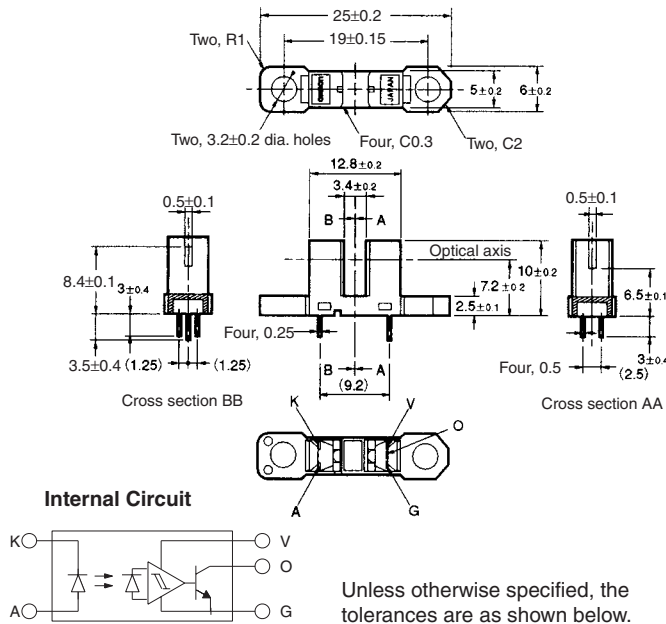 25±0.2
Two, R1
19±0.15
OMRON
JAPAN
5±0.2
6±0.2
Two, 3.2±0.2 dia. holes
Four, C0.3
Two, C2
12.8±0.2
3.4±0.2
0.5±0.1
B A
0.5±0.1
Optical axis
8.4±0.1
3±0.4
10±0.2
7.2±0.2
2.5±0.1
6.5±0.1
Four, 0.25
3.5±0.4 (1.25) (1.25)
B A
(9.2)
Four, 0.5
3±0.4
(2.5)
Cross section BB
Cross section AA
K
V
O
A
G
Internal Circuit
K
V
O
A
G
Unless otherwise specified, the
tolerances are as shown below.